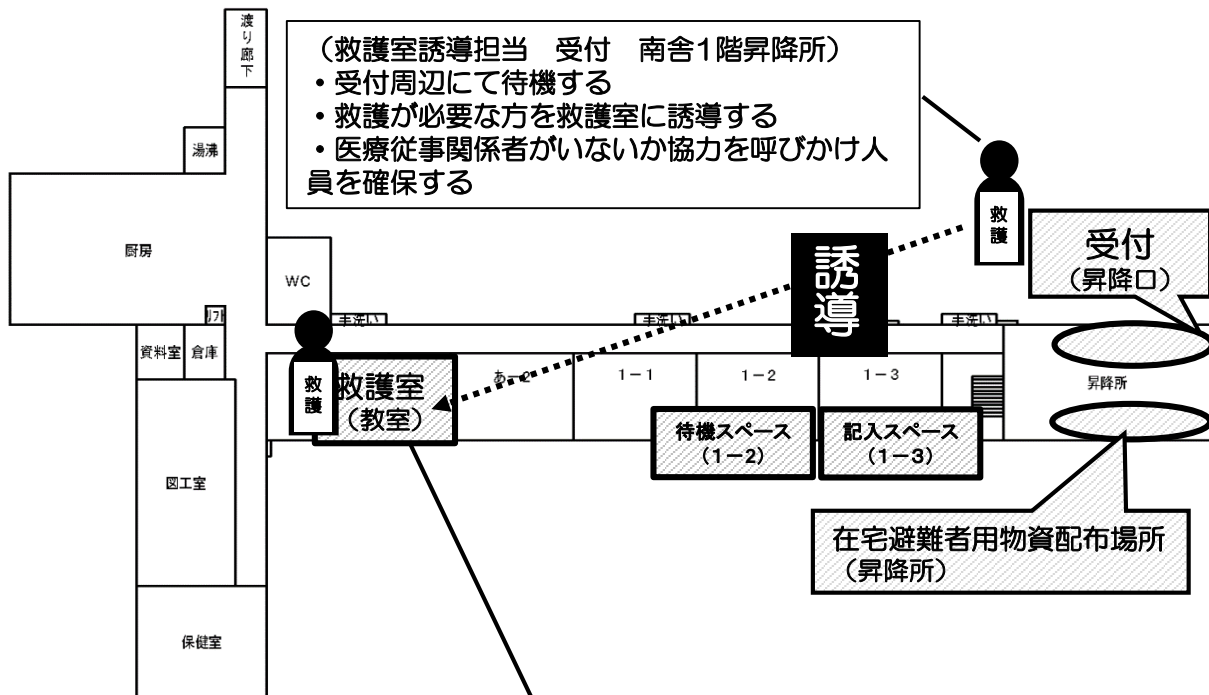 渡り廊下
（救護室誘導担当　受付　南舎1階昇降所）
・受付周辺にて待機する
・救護が必要な方を救護室に誘導する
・医療従事関係者がいないか協力を呼びかけ人
員を確保する
湯沸
救護
厨房
誘導
受付
（昇降口）
WC
リフト
手洗い
手洗い
手洗い
資料室
倉庫
救護
救護室
（教室）
あー2
1－1
1－2
1－3
昇降所
待機スペース
（1－2）
記入スペース
（1－3）
図工室
在宅避難者用物資配布場所
（昇降所）
保健室